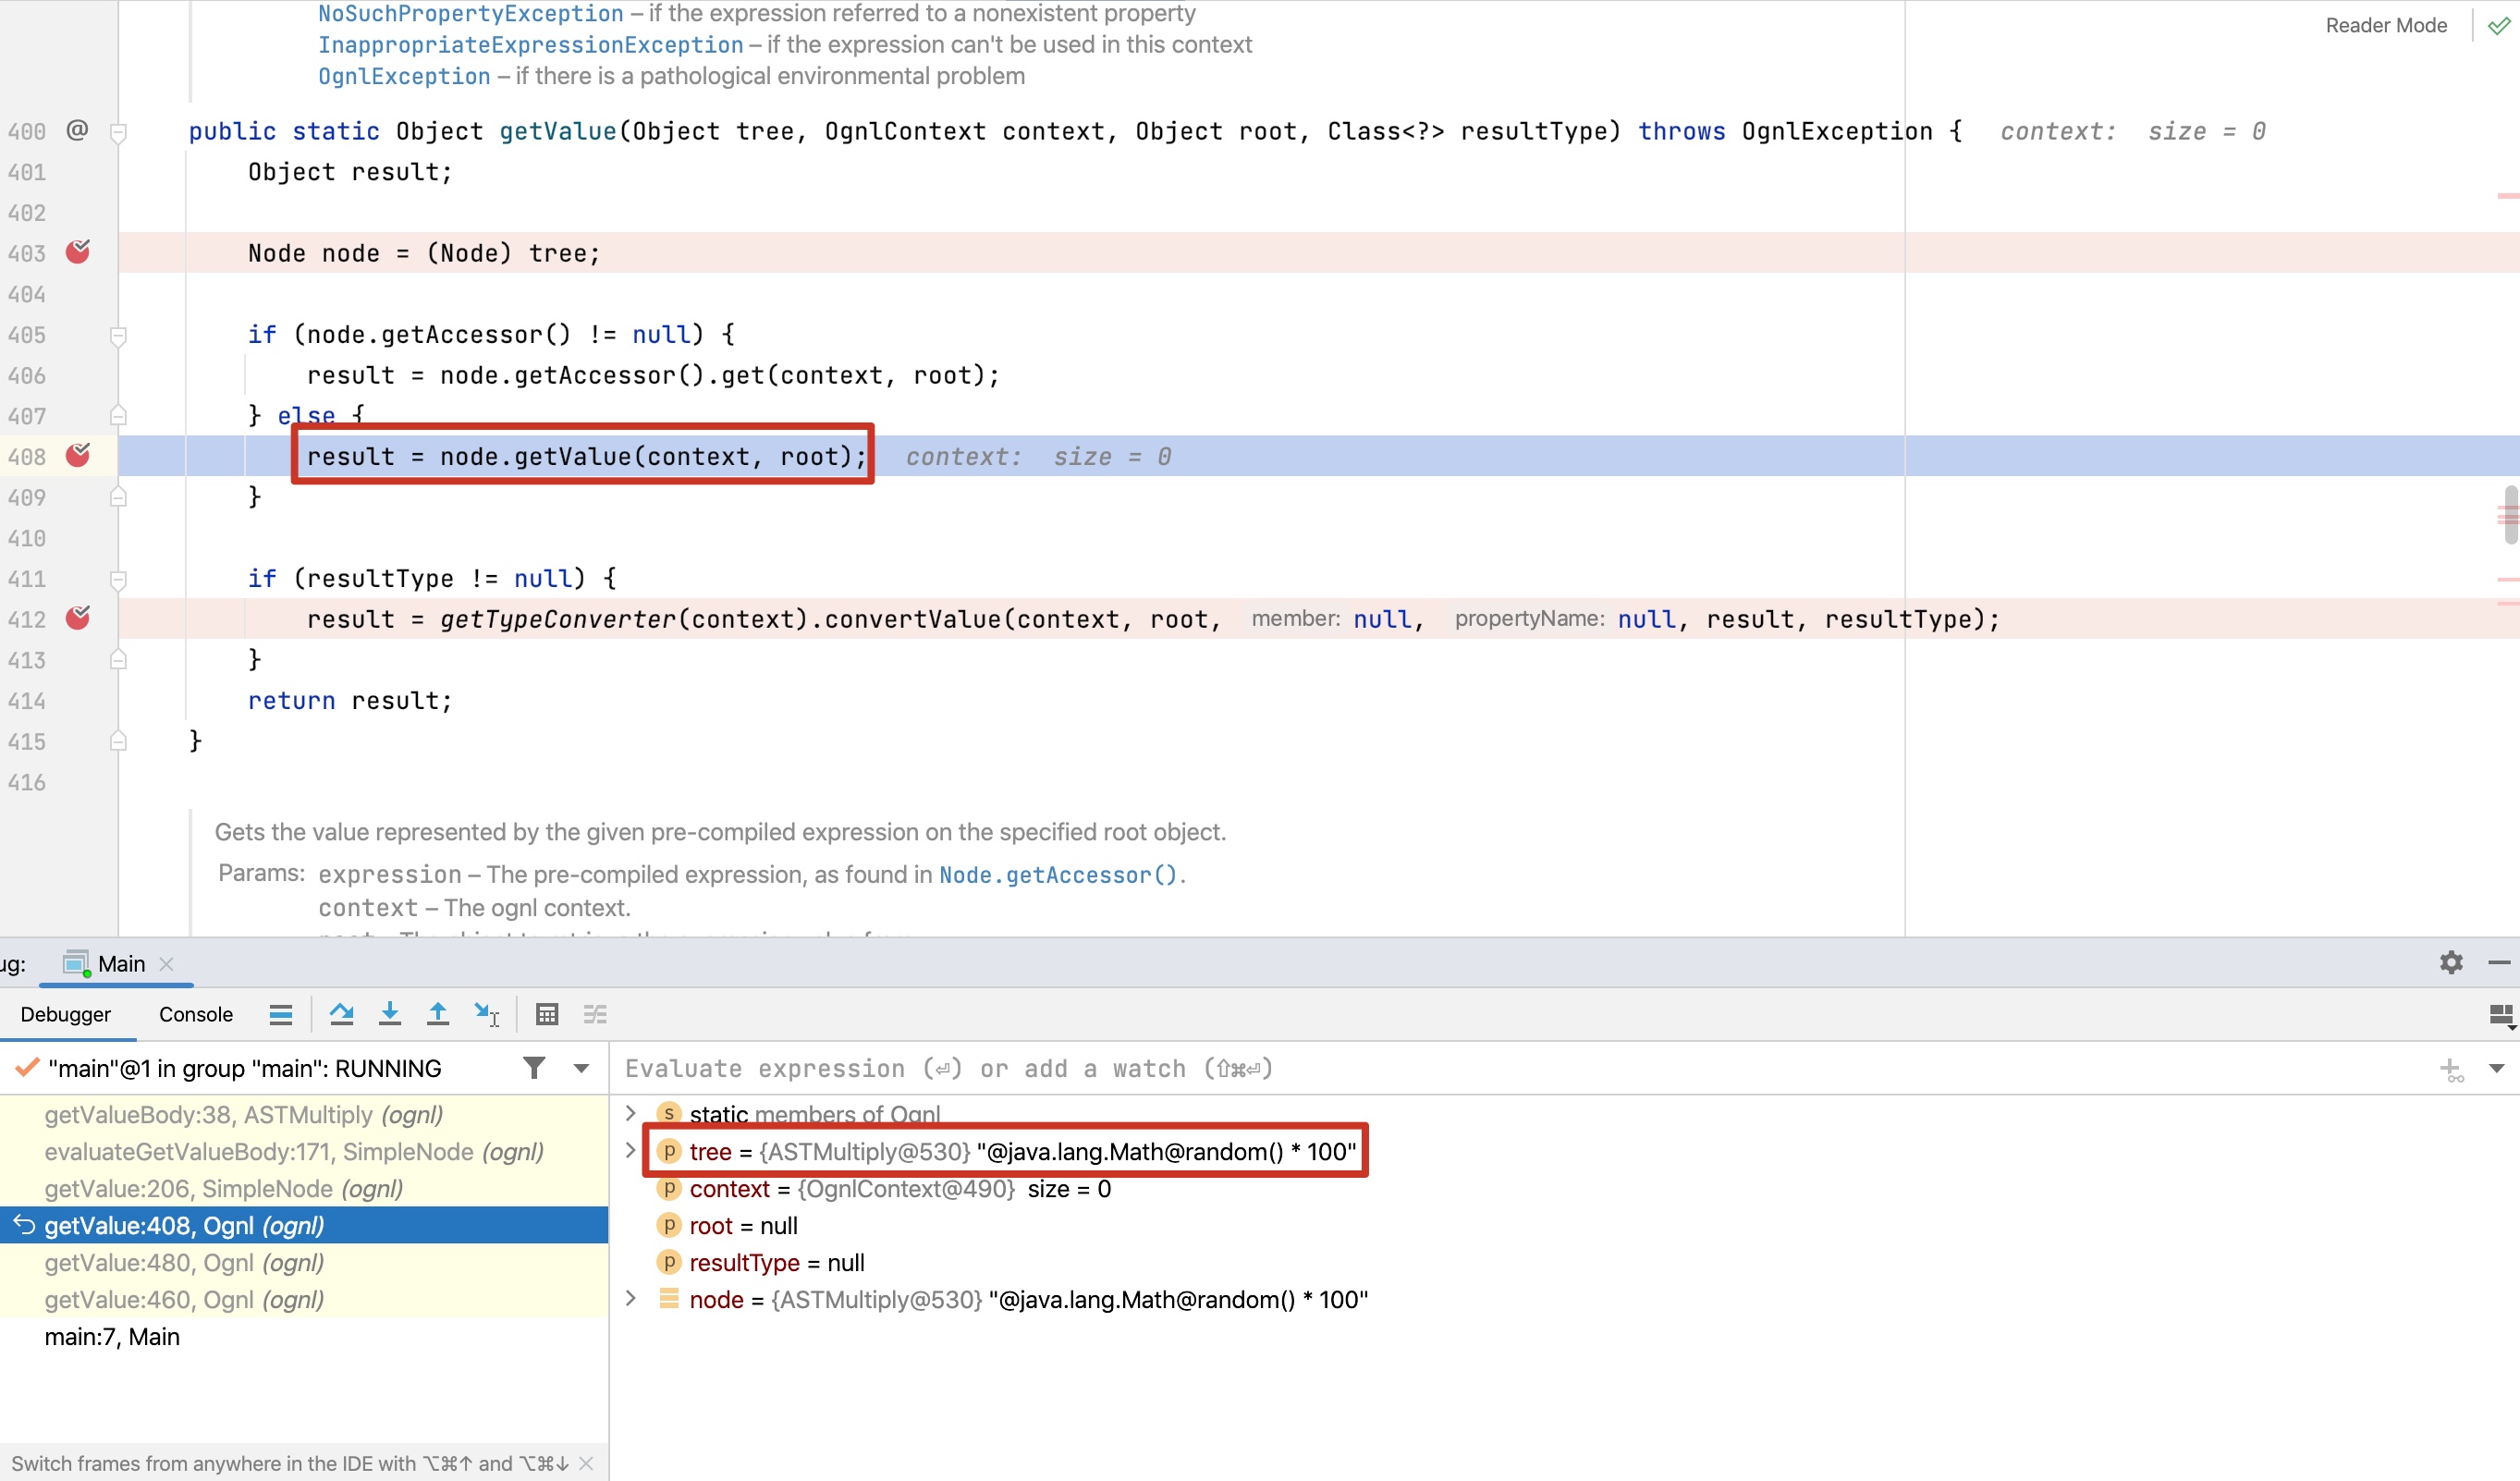 NoSuchPropertyException – if the expression referred to a nonexistent property
InappropriateExpressionException – if the expression can't be used in this context
OgnlException – if there is a pathological environmental problem
Reader Mode
400 @ public static Object getValue(Object tree, OgnlContext context, Object root, Class<?> resultType) throws OgnlException { context: size = 0
401 Object result;
402
403 Node node = (Node) tree;
404
405 if (node.getAccessor() != null) {
406 result = node.getAccessor().get(context, root);
407 } else {
408 result = node.getValue(context, root); context: size = 0
409 }
410
411 if (resultType != null) {
412 result = getTypeConverter(context).convertValue(context, root, member: null, propertyName: null, result, resultType);
413 }
414 return result;
415 }
416
Gets the value represented by the given pre-compiled expression on the specified root object.
Params: expression – The pre-compiled expression, as found in Node.getAccessor().
context – The ognl context.
ug: Main
Debugger Console
"main"@1 in group "main": RUNNING
Evaluate expression (⏎) or add a watch (⇧⌘⏎)
getValueBody:38, ASTMultiply (ognl)
evaluateGetValueBody:171, SimpleNode (ognl)
getValue:206, SimpleNode (ognl)
getValue:408, Ognl (ognl)
getValue:480, Ognl (ognl)
getValue:460, Ognl (ognl)
main:7, Main
s static members of Ognl
p tree = {ASTMultiply@530} "@java.lang.Math@random() * 100"
p context = {OgnlContext@490} size = 0
p root = null
p resultType = null
node = {ASTMultiply@530} "@java.lang.Math@random() * 100"
Switch frames from anywhere in the IDE with ⌥⌘↑ and ⌥⌘↓